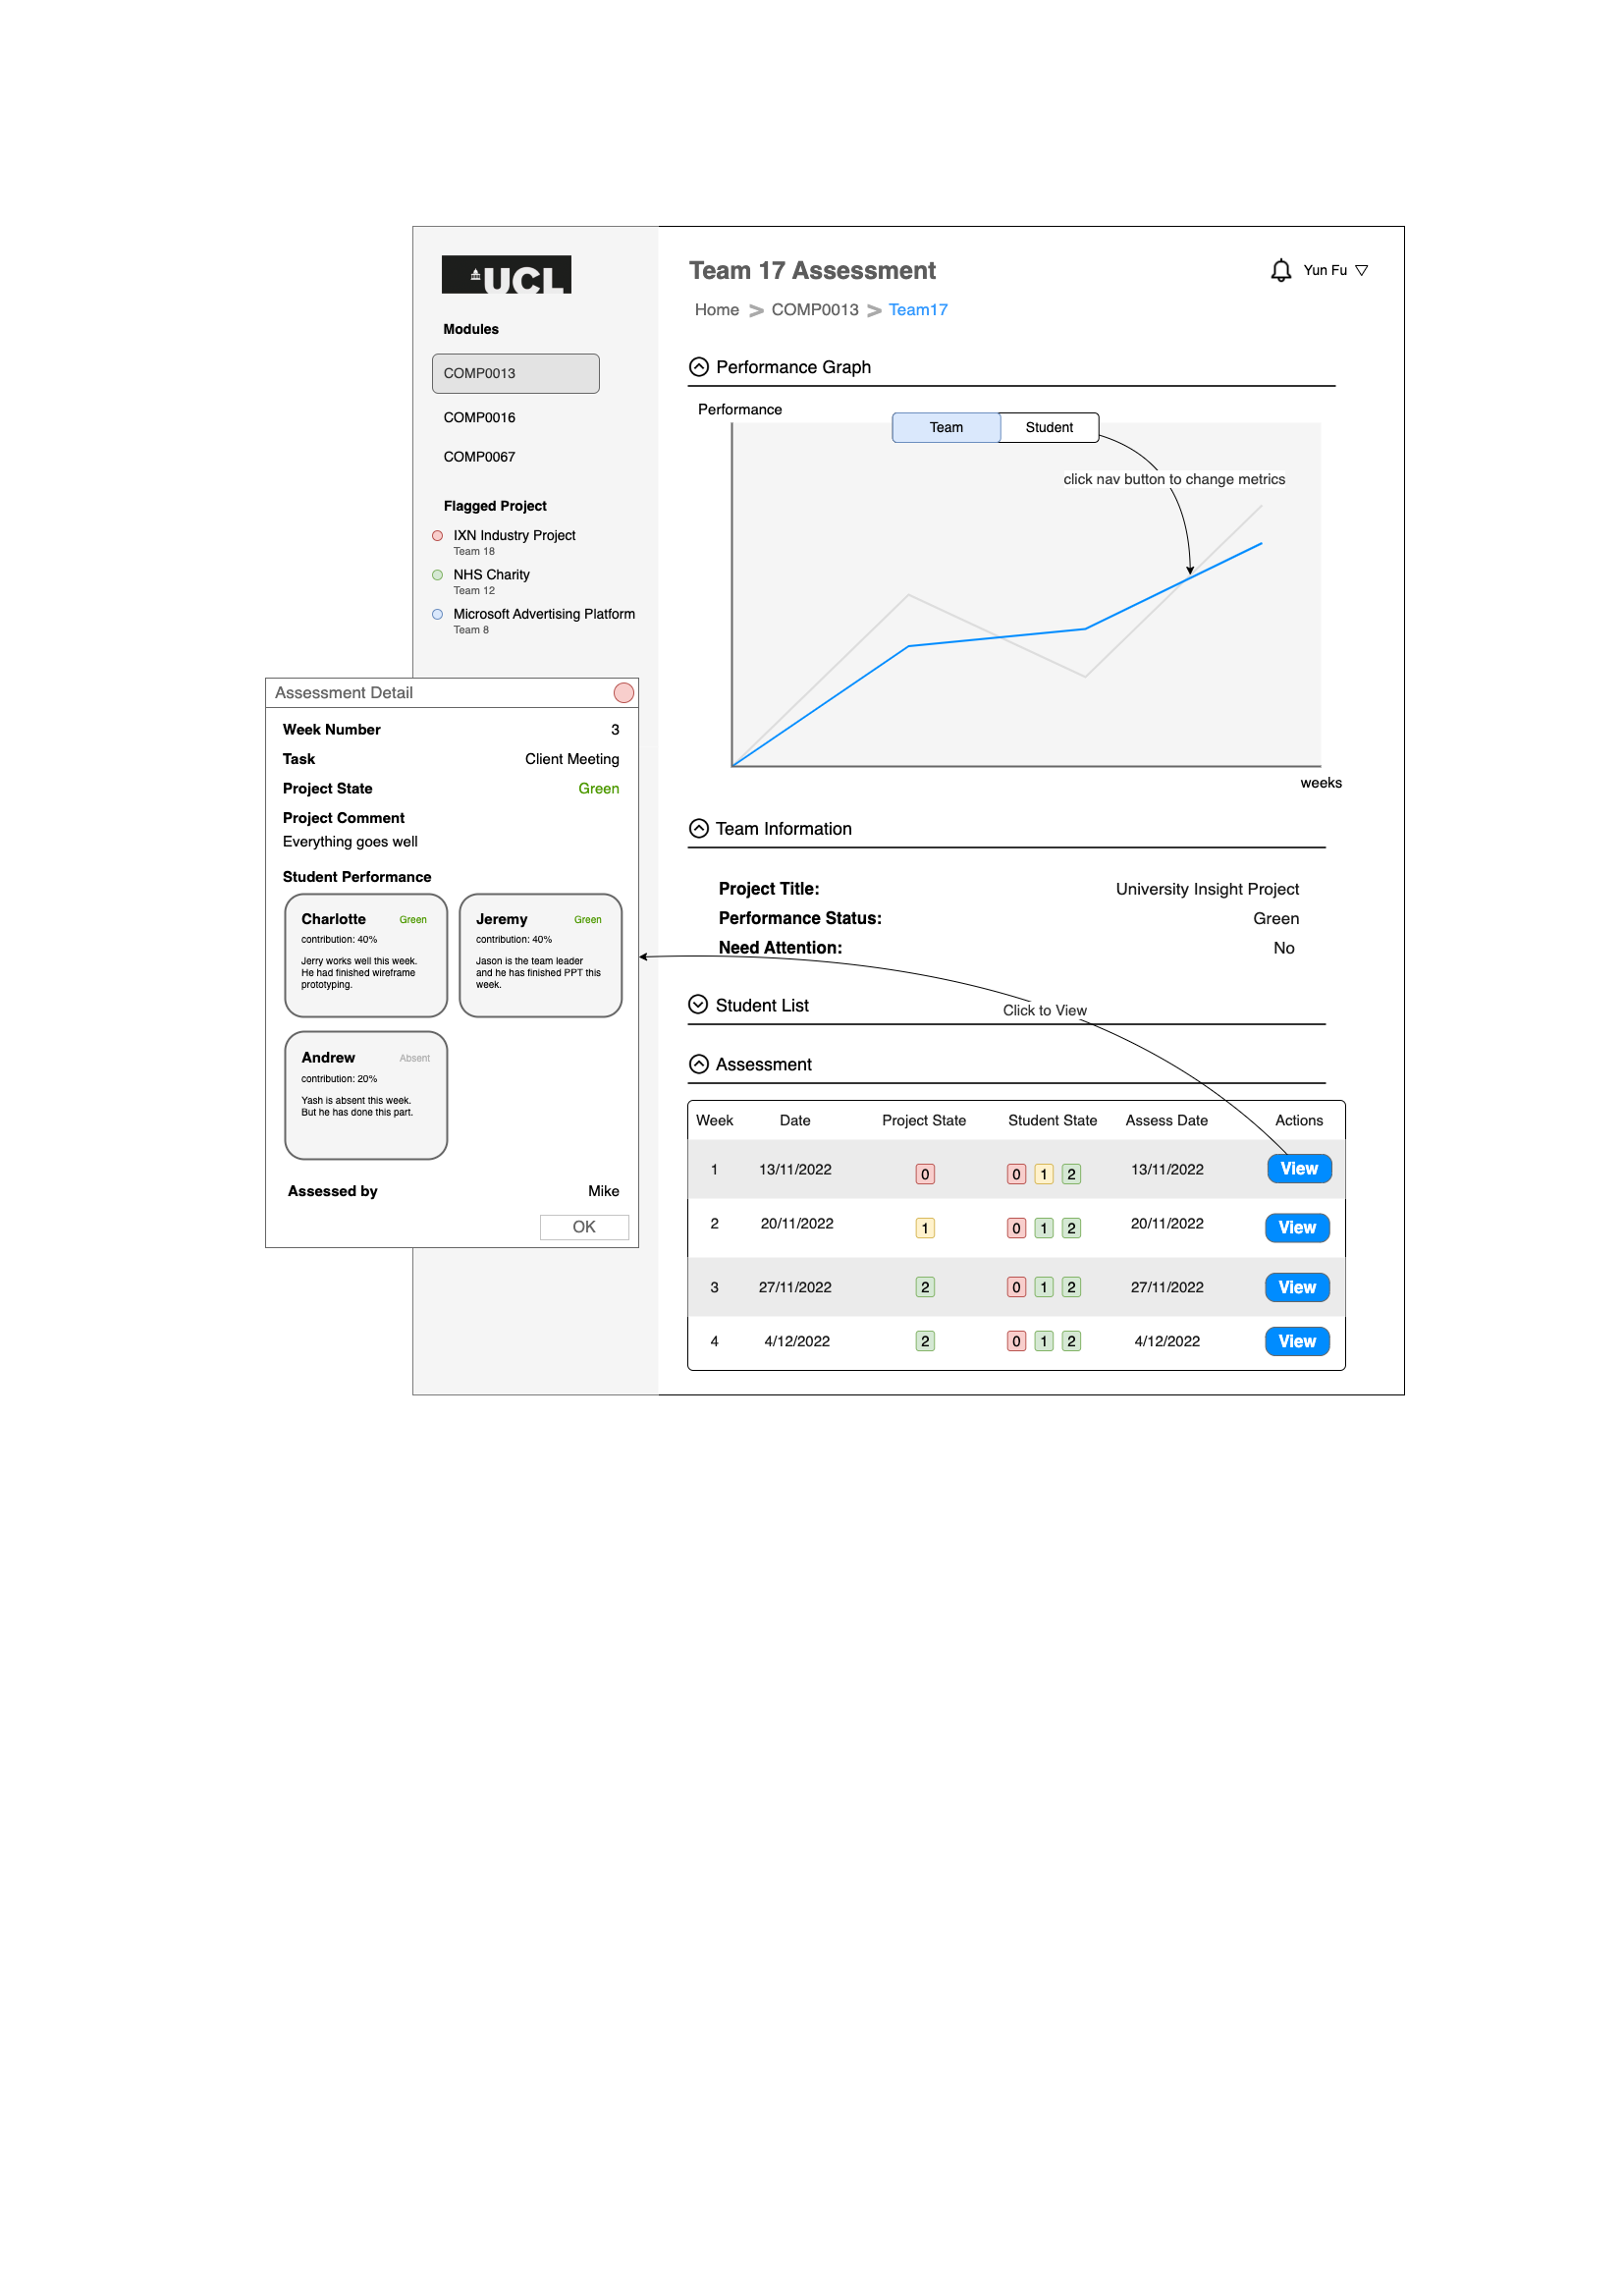 UCL
Modules
COMP0013
COMP0016
COMP0067
Flagged Project
IXN Industry Project
Team 18
NHS Charity
Team 12
Microsoft Advertising Platform
Team 8
Team 17 Assessment
Yun Fu
Home > COMP0013 > Team17
Performance Graph
Performance
Team Student
click nav button to change metrics
weeks
Team Information
Project Title: University Insight Project
Performance Status: Green
Need Attention: No
Student List
Click to View
Assessment
Week Date Project State Student State Assess Date Actions
1 13/11/2022 0 0 1 2 13/11/2022 View
2 20/11/2022 1 0 1 2 20/11/2022 View
3 27/11/2022 2 0 1 2 27/11/2022 View
4 4/12/2022 2 0 1 2 4/12/2022 View
Assessment Detail
Week Number 3
Task Client Meeting
Project State Green
Project Comment
Everything goes well
Student Performance
Charlotte Green
contribution: 40%
Jerry works well this week.
He had finished wireframe
prototyping.
Jeremy Green
contribution: 40%
Jason is the team leader
and he has finished PPT this
week.
Andrew Absent
contribution: 20%
Yash is absent this week.
But he has done this part.
Assessed by Mike
OK